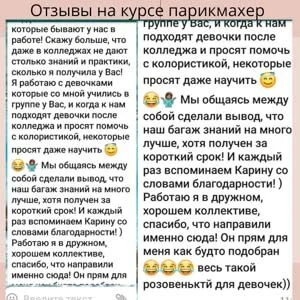 Отзывы на курсе парикмахер
которые бывают у нас в
работе! Скажу больше, что
даже в колледжах не дают
столько знаний и практики,
сколько я получила у Вас!
Я работаю с девочками
которые со мной учились в
группе у Вас, и когда к нам
подходят девочки после
колледжа и просят помочь
с колористикой, некоторые
просят даже научить
Мы общаясь между
собой сделали вывод, что
наш багаж знаний на много
лучше, хотя получен за
короткий срок! И каждый
раз вспоминаем Карину со
словами благодарности! )
Работаю я в дружном,
хорошем коллективе,
спасибо, что направили
именно сюда! Он прям для
группе у Вас, и когда к нам
подходят девочки после
колледжа и просят помочь
с колористикой, некоторые
просят даже научить
Мы общаясь между
собой сделали вывод, что
наш багаж знаний на много
лучше, хотя получен за
короткий срок! И каждый
раз вспоминаем Карину со
словами благодарности! )
Работаю я в дружном,
хорошем коллективе,
спасибо, что направили
именно сюда! Он прям для
меня как будто подобран
весь такой
розовенький для девочек))